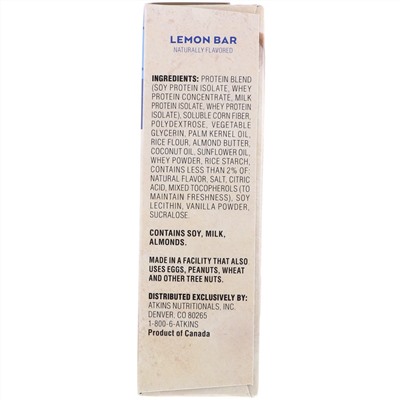 LEMON BAR
NATURALLY FLAVORED
INGREDIENTS: PROTEIN BLEND
(SOY PROTEIN ISOLATE, WHEY
PROTEIN CONCENTRATE, MILK
PROTEIN ISOLATE, WHEY PROTEIN
ISOLATE), SOLUBLE CORN FIBER,
POLYDEXTROSE, VEGETABLE
GLYCERIN, PALM KERNEL OIL,
RICE FLOUR, ALMOND BUTTER,
COCONUT OIL, SUNFLOWER OIL,
WHEY POWDER, RICE STARCH,
CONTAINS LESS THAN 2% OF:
NATURAL FLAVOR, SALT, CITRIC
ACID, MIXED TOCOPHEROLS (TO
MAINTAIN FRESHNESS), SOY
LECITHIN, VANILLA POWDER,
SUCRALOSE.
CONTAINS SOY, MILK,
ALMONDS.
MADE IN A FACILITY THAT ALSO
USES EGGS, PEANUTS, WHEAT
AND OTHER TREE NUTS.
DISTRIBUTED EXCLUSIVELY BY:
ATKINS NUTRITIONALS, INC.
DENVER, CO 80265
1-800-6-ATKINS
Product of Canada